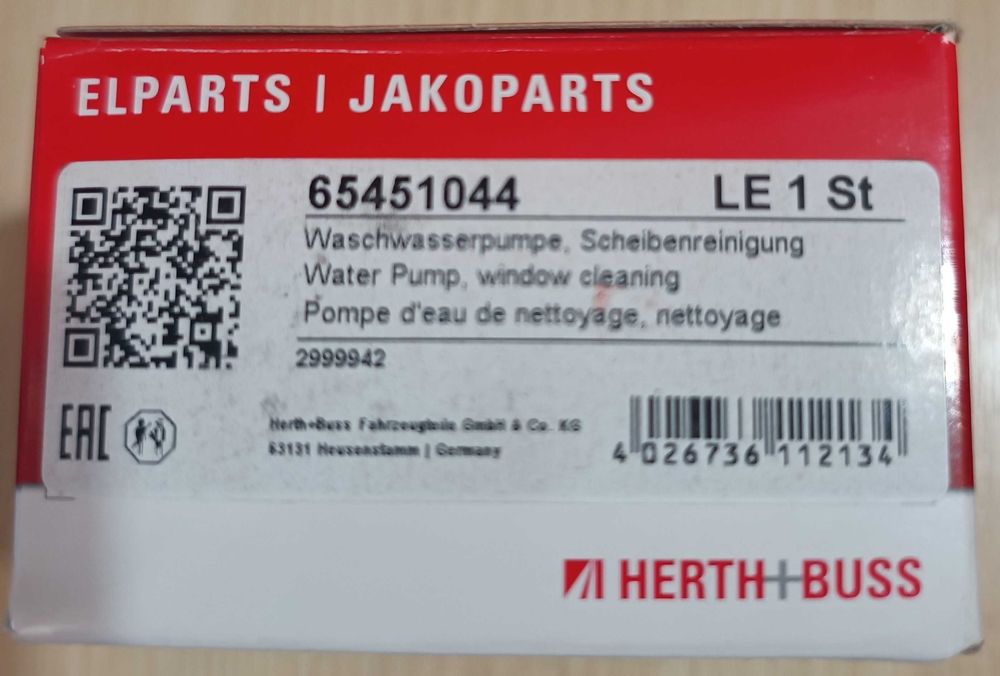 ELPARTS | JAKOPARTS
65451044 LE 1 St
Waschwasserpumpe, Scheibenreinigung
Water Pump, window cleaning
Pompe d'eau de nettoyage, nettoyage
2999942
EAC
Herth+Buss Fahrzeugteile GmbH & Co. KG
63131 Heusenstamm | Germany
4 026736 112134
HERTH+BUSS